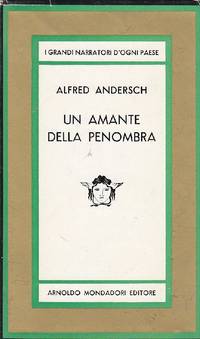 I GRANDI NARRATORI D'OGNI PAESE
ALFRED ANDERSCH
UN AMANTE
DELLA PENOMBRA
ARNOLDO MONDADORI EDITORE